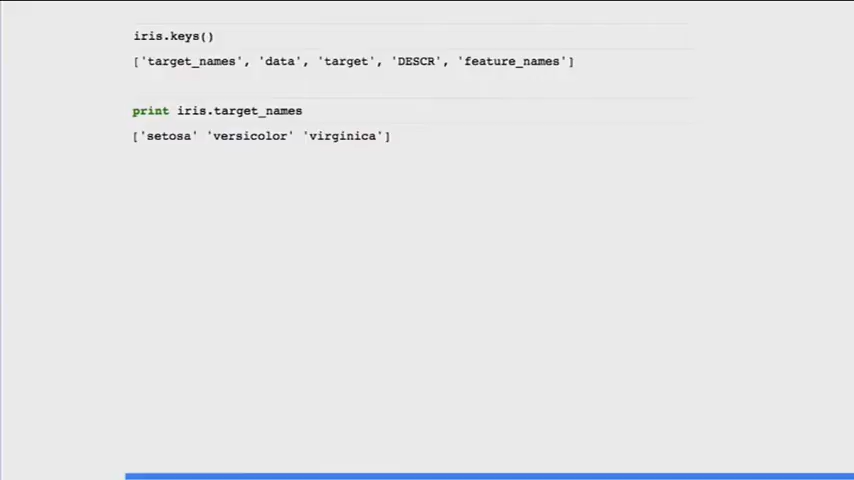 iris.keys()
['target_names', 'data', 'target', 'DESCR', 'feature_names']
print iris.target_names
['setosa' 'versicolor' 'virginica']